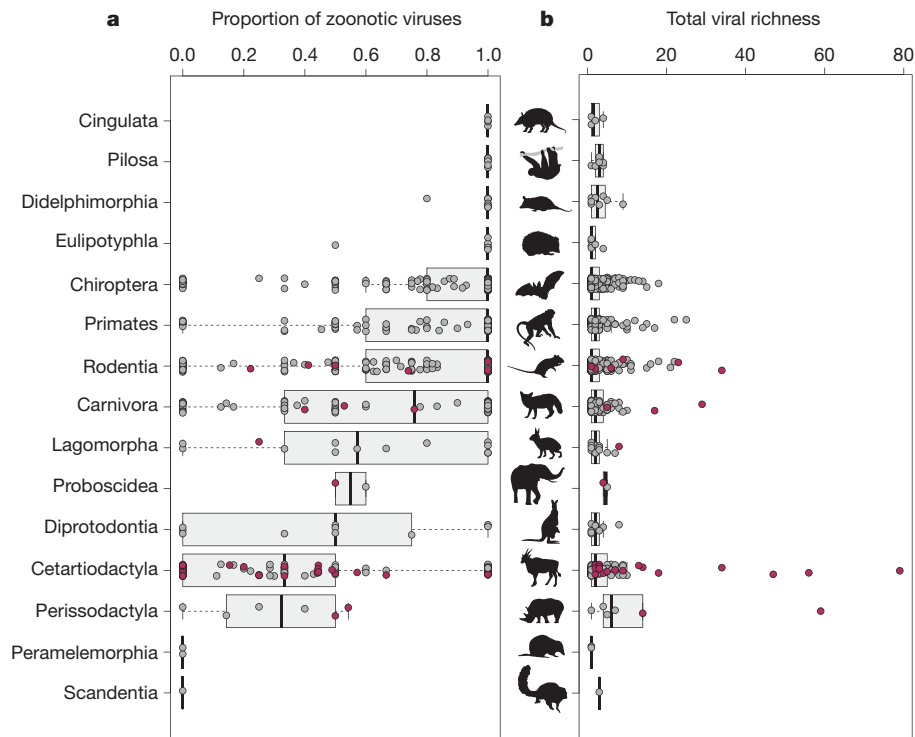 a Proportion of zoonotic viruses b Total viral richness
0.0 0.2 0.4 0.6 0.8 1.0 0 20 40 60 80
Cingulata
Pilosa
Didelphimorphia
Eulipotyphla
Chiroptera
Primates
Rodentia
Carnivora
Lagomorpha
Proboscidea
Diprotodontia
Cetartiodactyla
Perissodactyla
Peramelemorphia
Scandentia